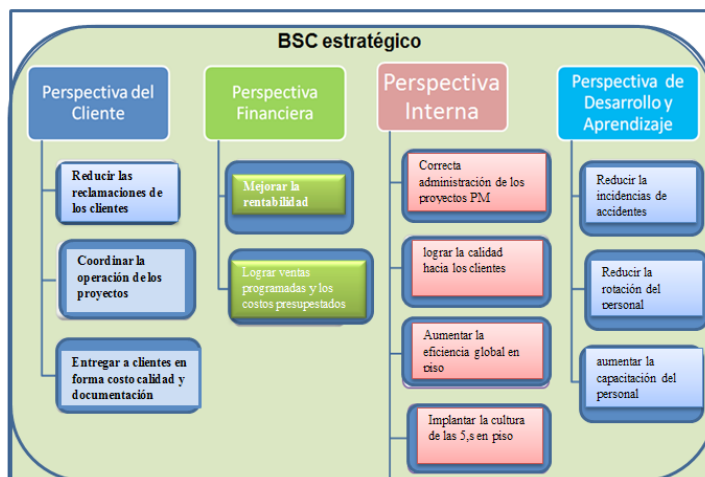 BSC estratégico
Perspectiva del
Cliente
Reducir las
reclamaciones de
los clientes
Coordinar la
operación de los
proyectos
Entregar a clientes en
forma costo calidad y
documentación
Perspectiva
Financiera
Mejorar la
rentabilidad
Lograr ventas
programadas y los
costos presupestados
Perspectiva
Interna
Correcta
administración de los
proyectos PM
lograr la calidad
hacia los clientes
Aumentar la
eficiencia global en
piso
Implantar la cultura
de las 5,s en piso
Perspectiva de
Desarrollo y
Aprendizaje
Reducir la
incidencias de
accidentes
Reducir la
rotación del
personal
aumentar la
capacitación del
personal